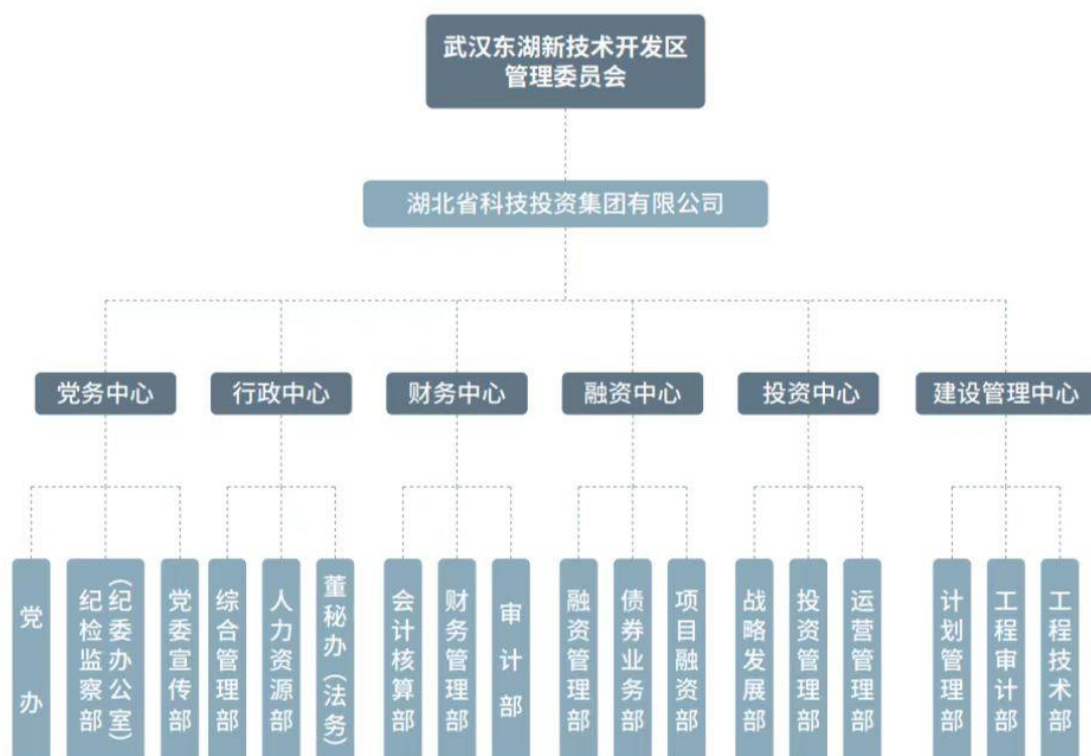 武汉东湖新技术开发区
管理委员会
湖北省科技投资集团有限公司
党务中心
行政中心
财务中心
融资中心
投资中心
建设管理中心
党办
纪检监察部
(纪委办公室)
党委宣传部
综合管理部
人力资源部
董秘办(法务)
会计核算部
财务管理部
审计部
融资管理部
债券业务部
项目融资部
战略发展部
投资管理部
运营管理部
计划管理部
工程审计部
工程技术部